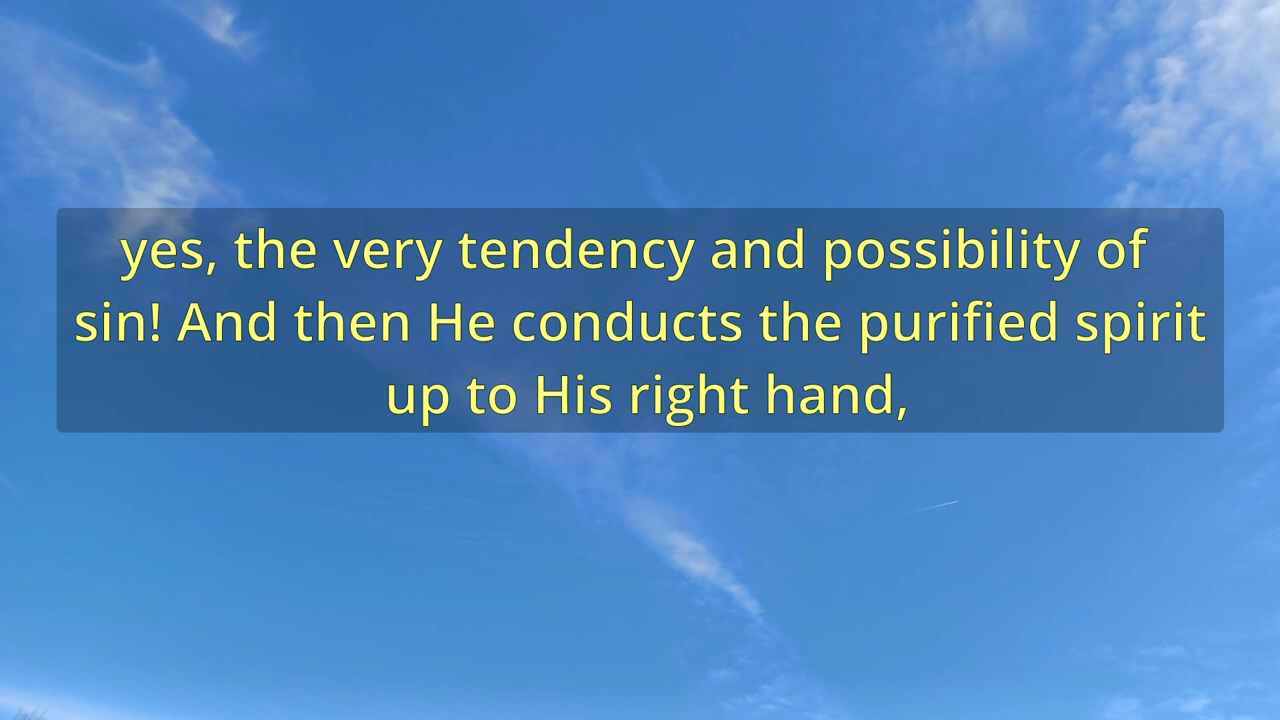 yes, the very tendency and possibility of
sin! And then He conducts the purified spirit
up to His right hand,